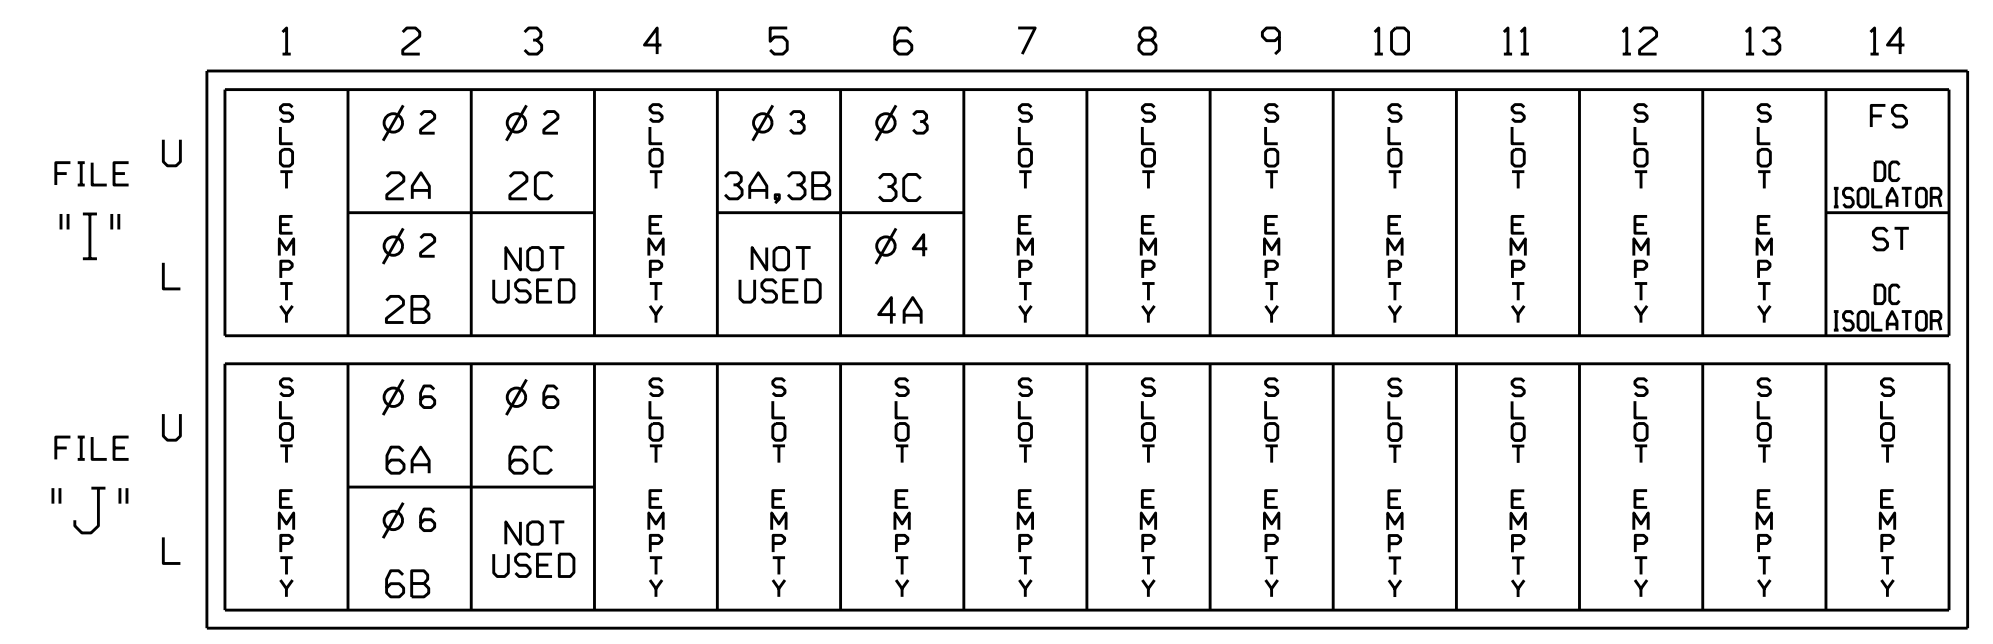 1 2 3 4 5 6 7 8 9 10 11 12 13 14
FILE
"I"
U
L
SLOT EMPTY
Ø 2
2A
Ø 2
2B
Ø 2
2C
NOT
USED
SLOT EMPTY
Ø 3
3A,3B
NOT
USED
Ø 3
3C
Ø 4
4A
SLOT EMPTY
SLOT EMPTY
SLOT EMPTY
SLOT EMPTY
SLOT EMPTY
SLOT EMPTY
SLOT EMPTY
FS
DC
ISOLATOR
ST
DC
ISOLATOR
FILE
"J"
U
L
SLOT EMPTY
Ø 6
6A
Ø 6
6B
Ø 6
6C
NOT
USED
SLOT EMPTY
SLOT EMPTY
SLOT EMPTY
SLOT EMPTY
SLOT EMPTY
SLOT EMPTY
SLOT EMPTY
SLOT EMPTY
SLOT EMPTY
SLOT EMPTY
SLOT EMPTY